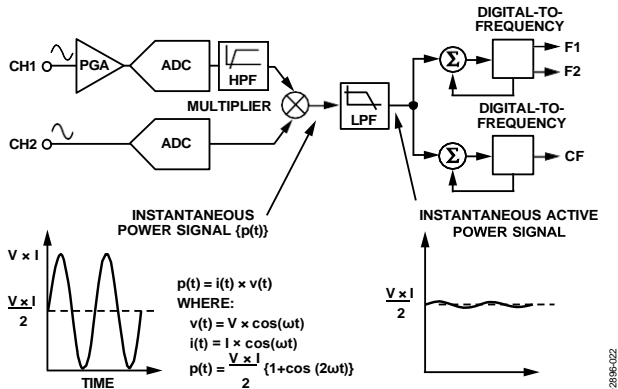 DIGITAL-TO-
FREQUENCY
CH1
PGA
ADC
HPF
MULTIPLIER
LPF
Σ
F1
F2
DIGITAL-TO-
FREQUENCY
CH2
ADC
Σ
CF
INSTANTANEOUS
POWER SIGNAL {p(t)}
INSTANTANEOUS ACTIVE
POWER SIGNAL
V × I
V × I
2
TIME
p(t) = i(t) × v(t)
WHERE:
v(t) = V × cos(ωt)
i(t) = I × cos(ωt)
p(t) = V × I / 2 {1+cos (2ωt)}
V × I
2
2896-022